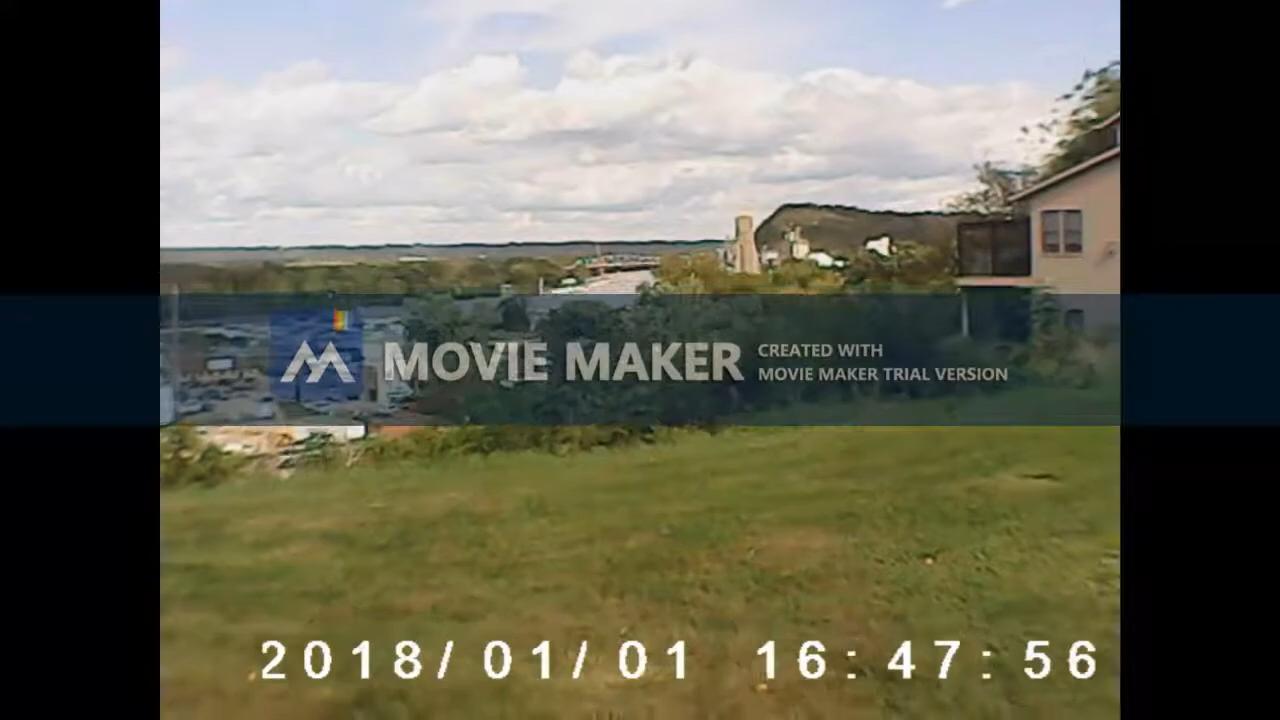 MOVIE MAKER
CREATED WITH
MOVIE MAKER TRIAL VERSION
2018/01/01 16:47:56